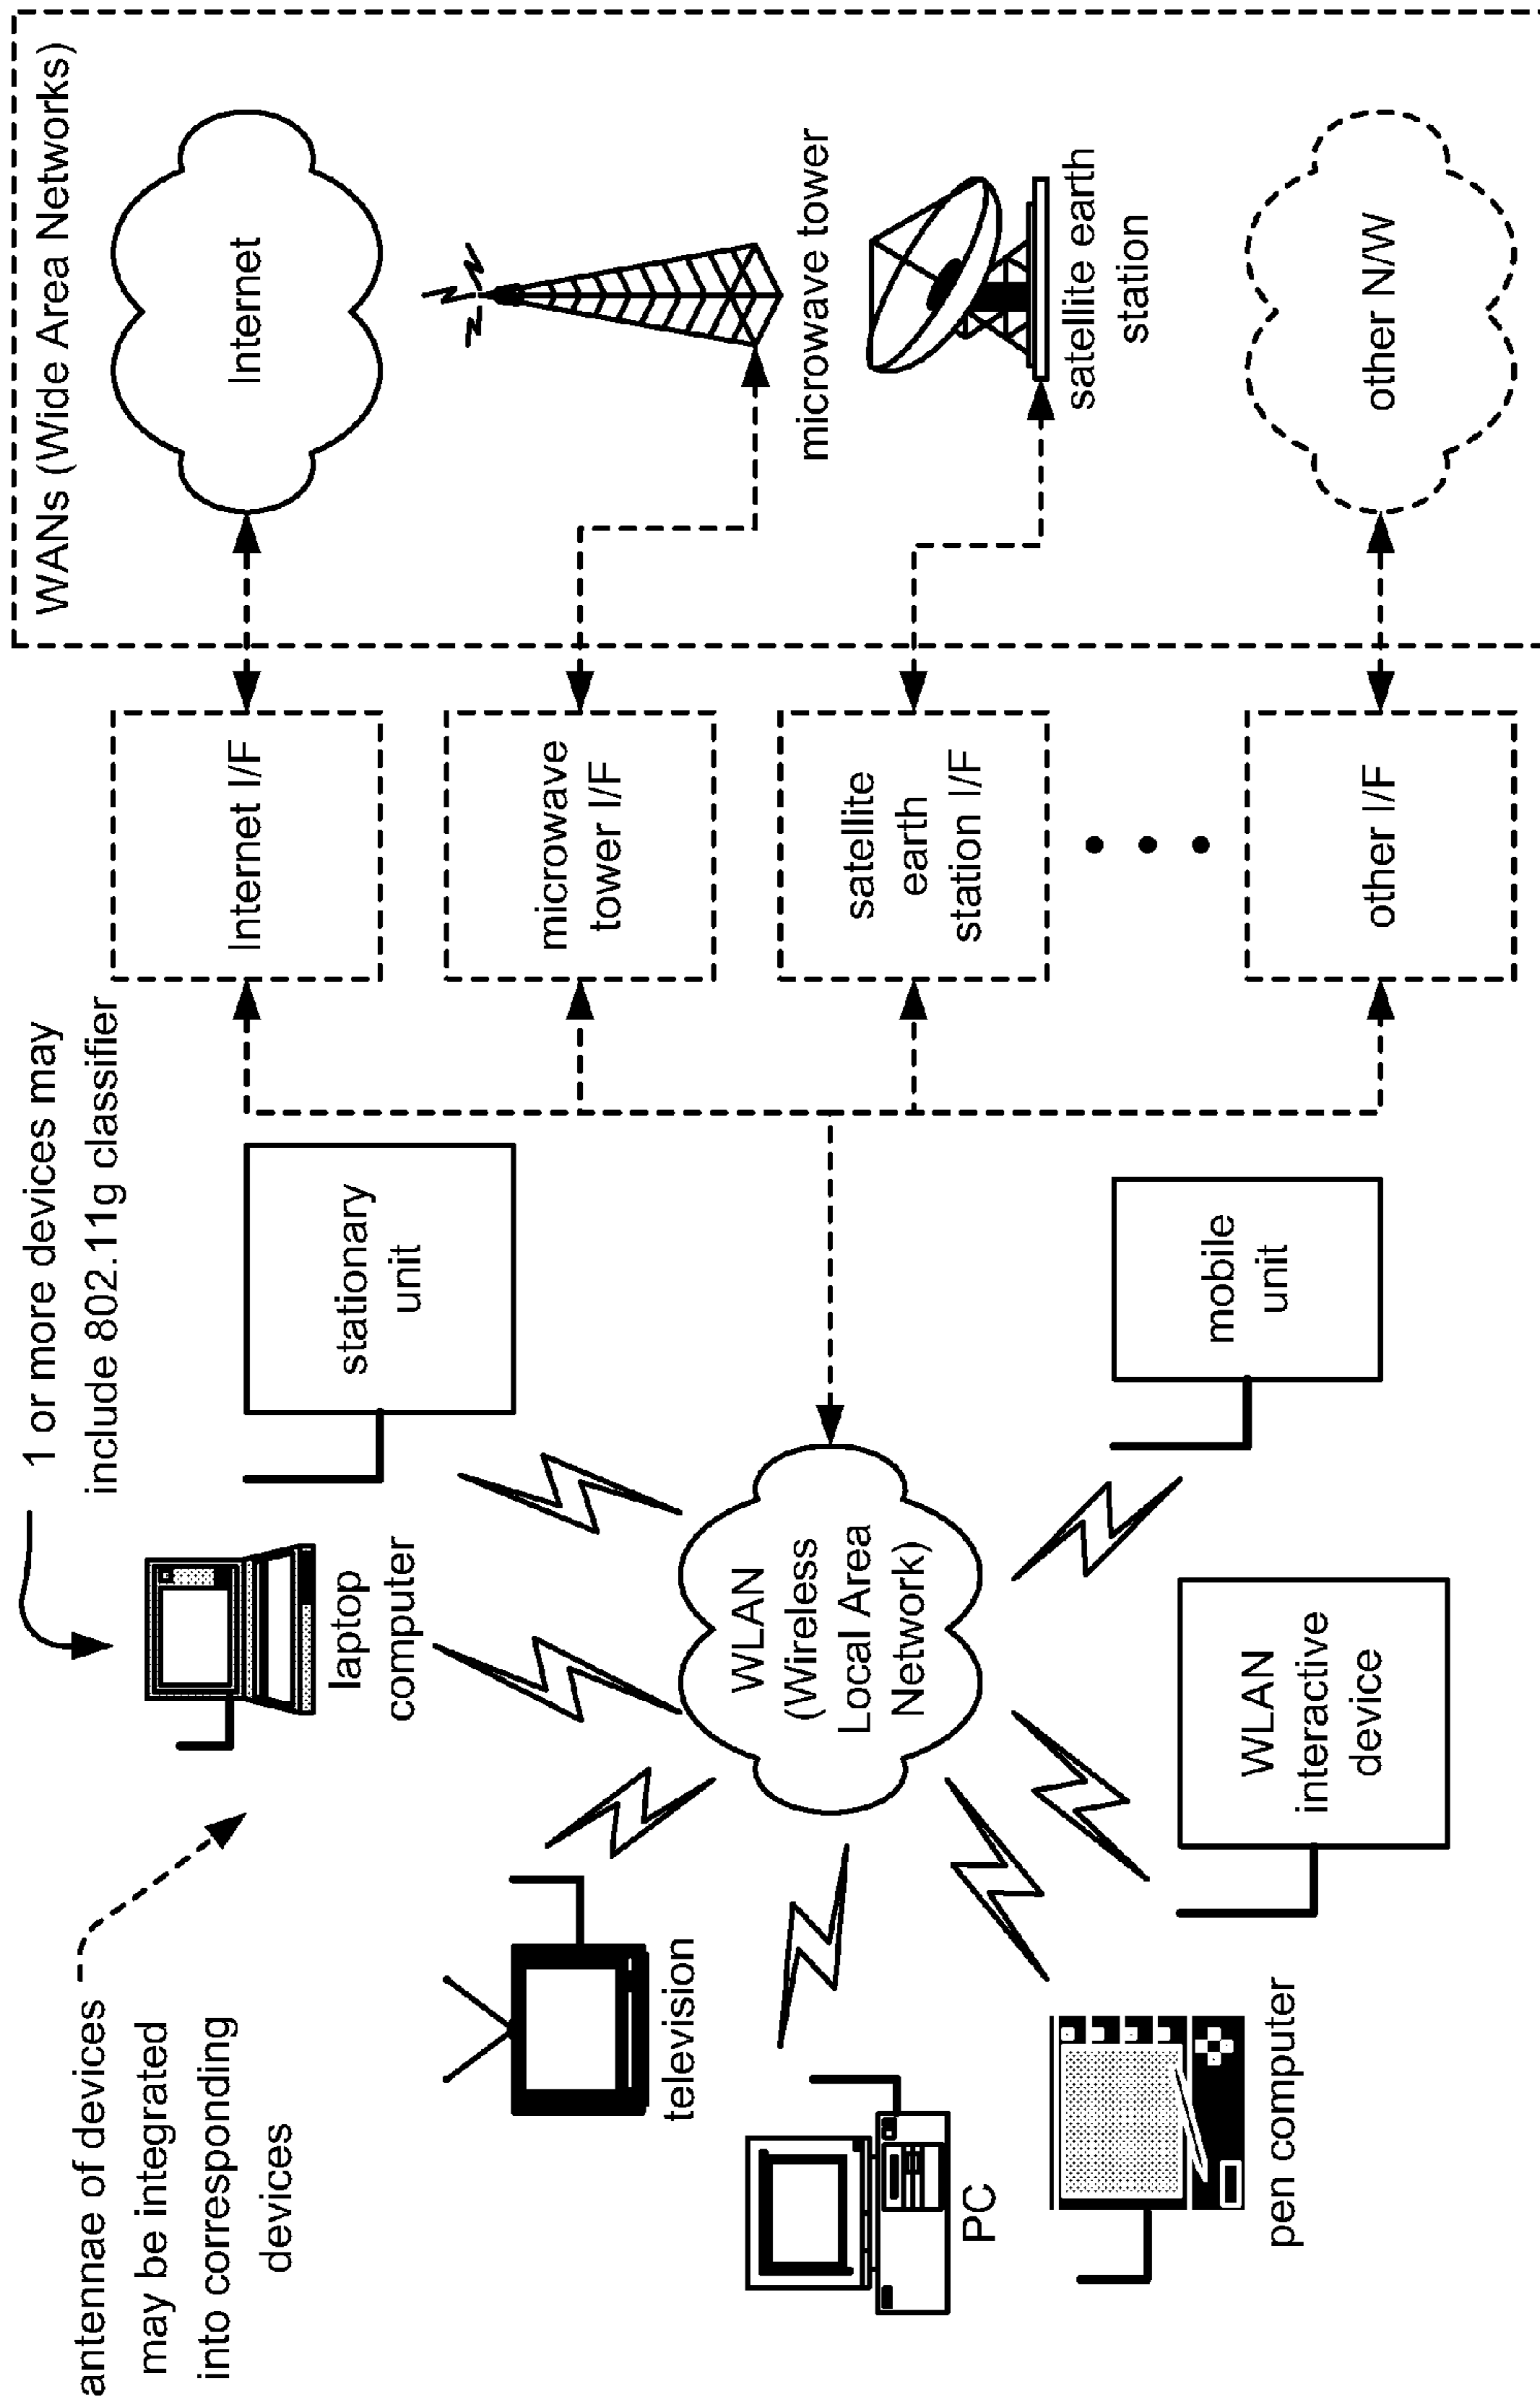 antennae of devices
may be integrated
into corresponding
devices
1 or more devices may
include 802.11g classifier
laptop
computer
stationary
unit
television
PC
pen computer
WLAN
(Wireless
Local Area
Network)
WLAN
interactive
device
mobile
unit
Internet I/F
microwave
tower I/F
satellite
earth
station I/F
other I/F
WANs (Wide Area Networks)
Internet
microwave tower
satellite earth
station
other N/W